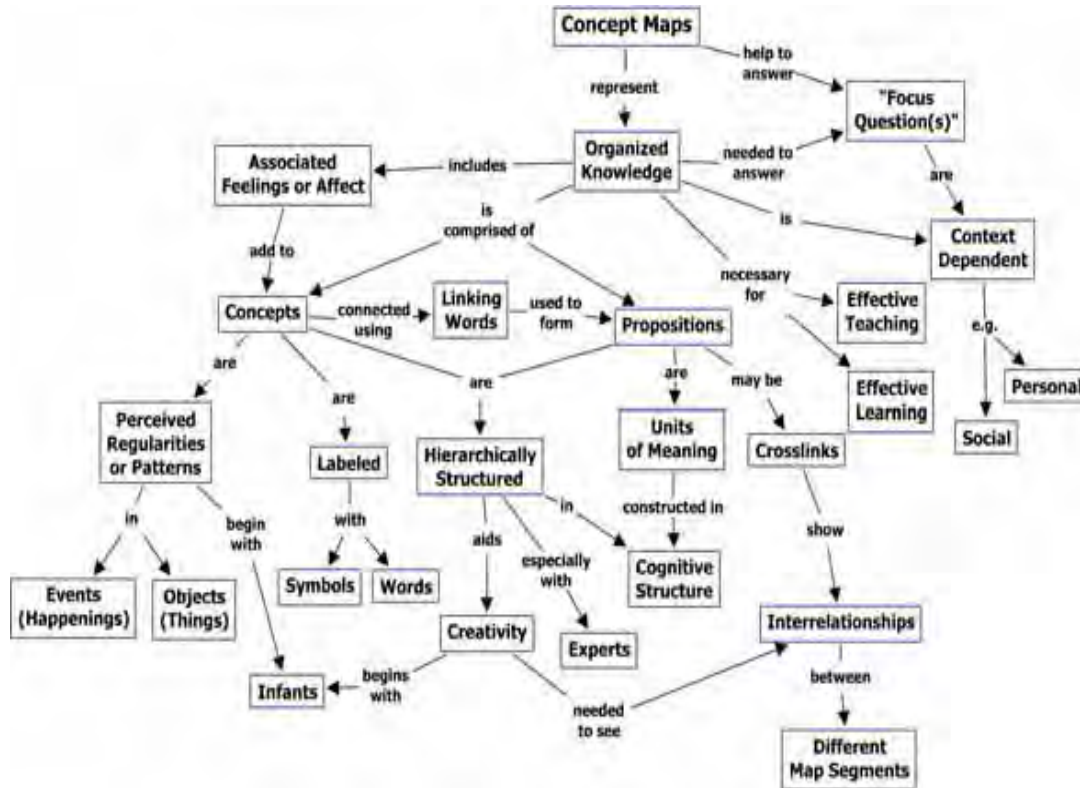 Concept Maps
help to
answer
represent
"Focus
Question(s)"
Associated
Feelings or Affect
includes
Organized
Knowledge
needed to
answer
are
is
comprised of
is
Context
Dependent
add to
necessary
for
Effective
Teaching
Concepts
connected
using
Linking
Words
used to
form
Propositions
e.g.
are
are
are
are
may be
Effective
Learning
Personal
Perceived
Regularities
or Patterns
Labeled
Hierarchically
Structured
Units
of Meaning
Crosslinks
Social
in
begin
with
with
aids
in
especially
with
constructed in
show
Events
(Happenings)
Objects
(Things)
Symbols
Words
Cognitive
Structure
Creativity
Experts
Interrelationships
Infants
begins
with
needed
to see
between
Different
Map Segments